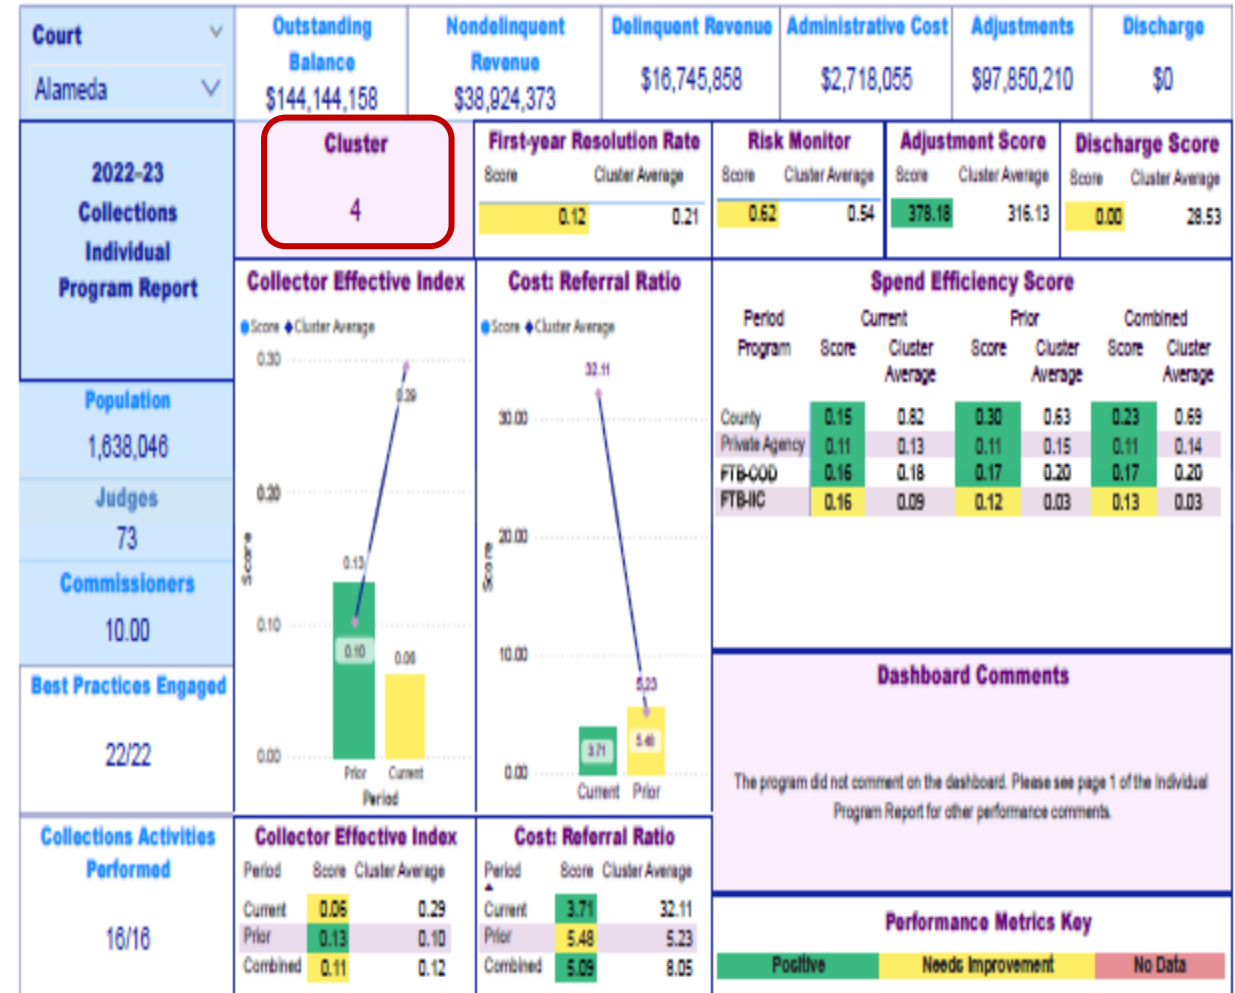 Court
Alameda
Outstanding
Balance
$144,144,158
Nondelinquent
Revenue
$38,924,373
Delinquent Revenue
$16,745,858
Administrative Cost
$2,718,055
Adjustments
$97,850,210
Discharge
$0
2022–23
Collections
Individual
Program Report
Cluster
4
First-year Resolution Rate
Score Cluster Average
0.12 0.21
Risk Monitor
Score Cluster Average
0.62 0.54
Adjustment Score
Score Cluster Average
378.18 316.13
Discharge Score
Score Cluster Average
0.00 28.53
Population
1,638,046
Judges
73
Commissioners
10.00
Best Practices Engaged
22/22
Collections Activities
Performed
16/16
Collector Effective Index
Score Cluster Average
0.30
0.29
0.20
Score
0.13
0.10
0.10
0.06
0.00
Prior Current
Period
Cost: Referral Ratio
Score Cluster Average
32.11
30.00
20.00
Score
10.00
5.23
3.71
5.48
0.00
Current Prior
Spend Efficiency Score
Period Current Prior Combined
Program Score Cluster Average Score Cluster Average Score Cluster Average
County 0.15 0.82 0.30 0.63 0.23 0.69
Private Agency 0.11 0.13 0.11 0.15 0.11 0.14
FTB-COD 0.16 0.18 0.17 0.20 0.17 0.20
FTB-IIC 0.16 0.09 0.12 0.03 0.13 0.03
Dashboard Comments
The program did not comment on the dashboard. Please see page 1 of the Individual
Program Report for other performance comments.
Collector Effective Index
Period Score Cluster Average
Current 0.06 0.29
Prior 0.13 0.10
Combined 0.11 0.12
Cost: Referral Ratio
Period Score Cluster Average
Current 3.71 32.11
Prior 5.48 5.23
Combined 5.09 8.05
Performance Metrics Key
Positive Needs Improvement No Data